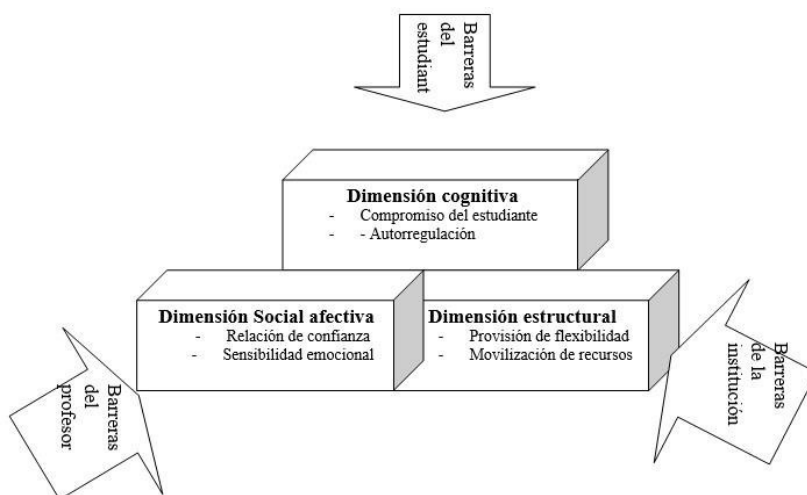 Barreras
del
estudiant
Dimensión cognitiva
- Compromiso del estudiante
- - Autorregulación
Dimensión Social afectiva
- Relación de confíanza
- Sensibilidad emocional
Dimensión estructural
- Provisión de flexibilidad
- Movilización de recursos
Barreras
del
profesor
Barreras
de la
institución